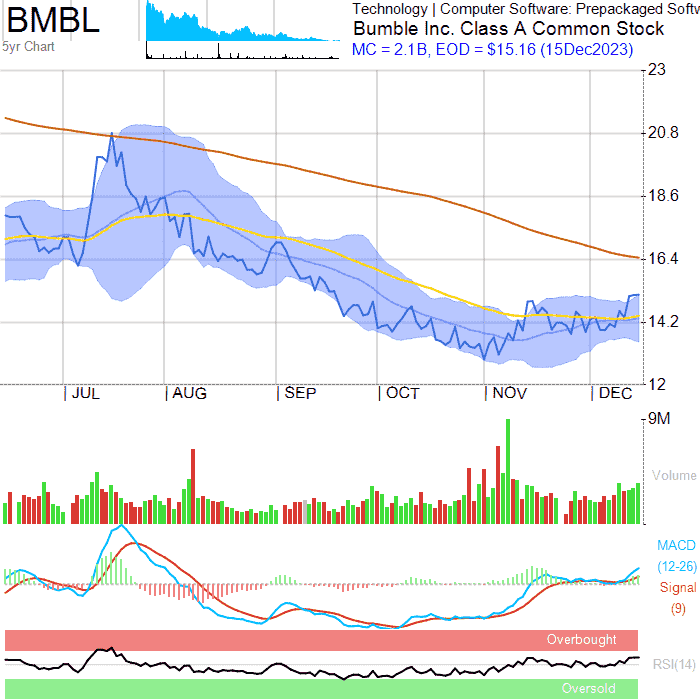 BMBL
5yr Chart
Technology | Computer Software: Prepackaged Softw
Bumble Inc. Class A Common Stock
MC = 2.1B, EOD = $15.16 (15Dec2023)
23
20.8
18.6
16.4
14.2
12
| JUL | AUG | SEP | OCT | NOV | DEC
9M
Volume
MACD
(12-26)
Signal
(9)
Overbought
RSI(14)
Oversold